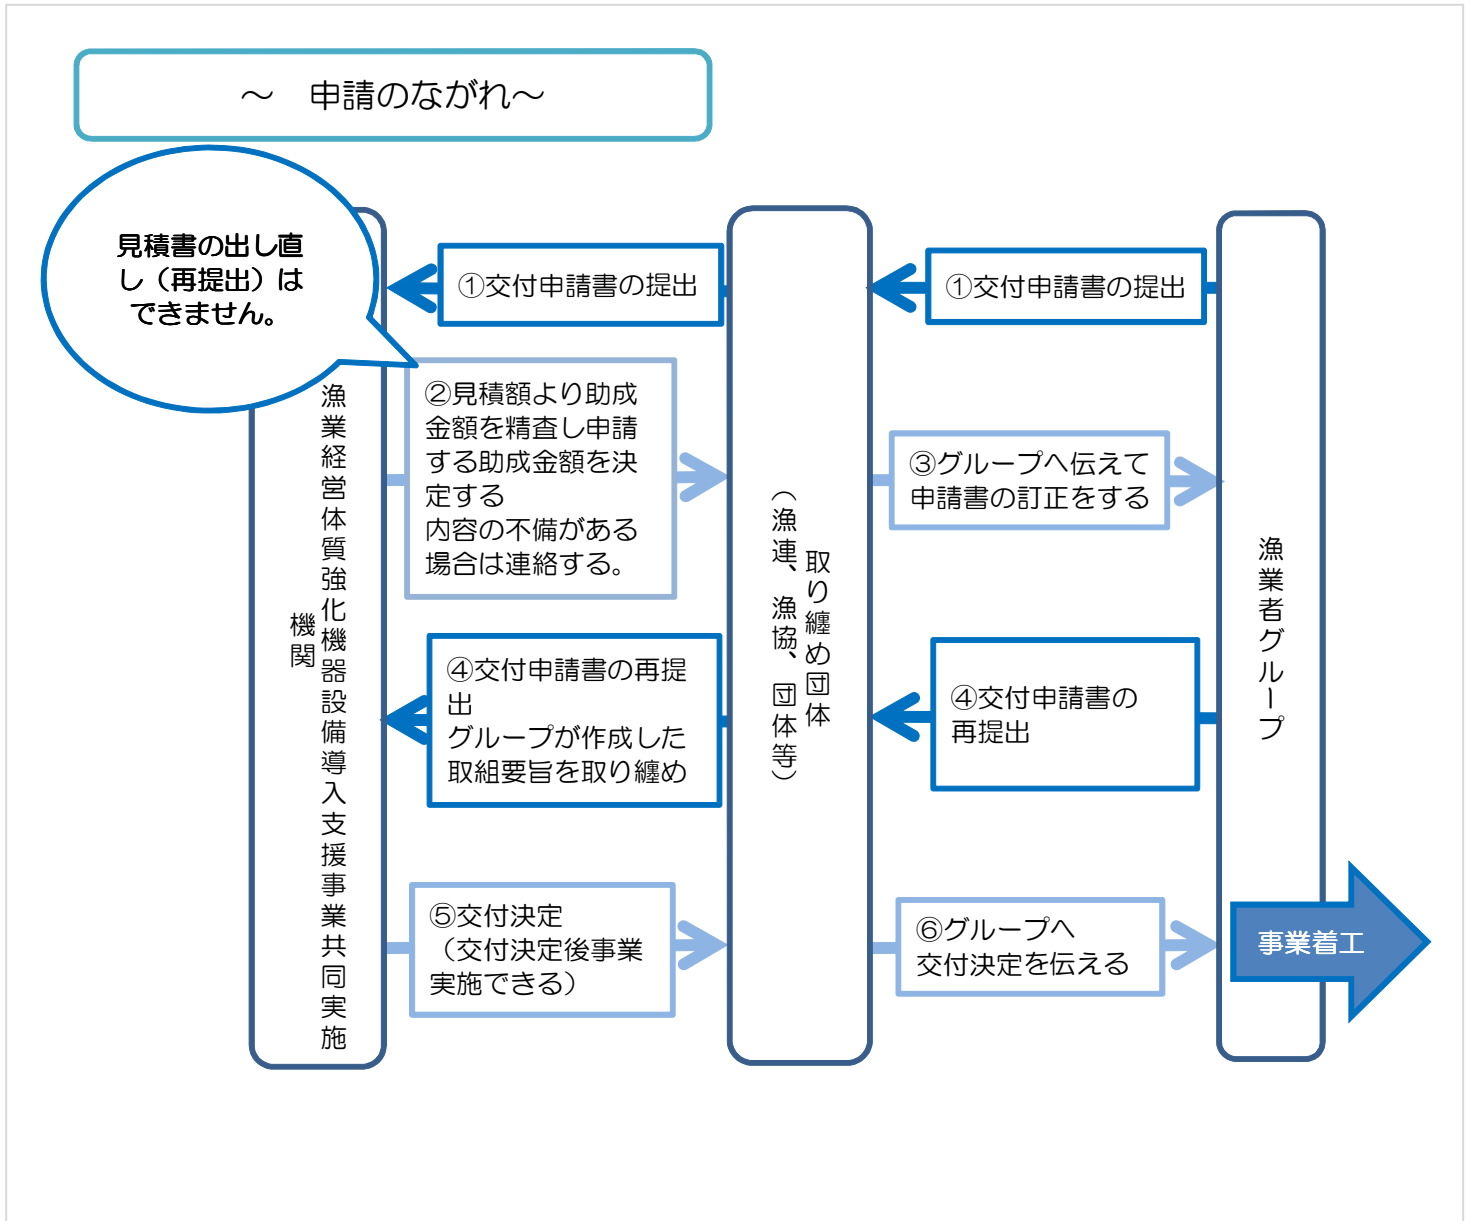 ～　申請のながれ～
見積書の出し直
し（再提出）は
できません。
①交付申請書の提出
①交付申請書の提出
②見積額より助成
金額を精査し申請
する助成金額を決
定する
内容の不備がある
場合は連絡する。
③グループへ伝えて
申請書の訂正をする
④交付申請書の再提
出
グループが作成した
取組要旨を取り纏め
④交付申請書の
再提出
⑤交付決定
（交付決定後事業
実施できる）
⑥グループへ
交付決定を伝える
事業着工
漁業経営体質強化機器設備導入支援事業共同実施
機関
取り纏め団体
（漁連、漁協、団体等）
漁業者グループ